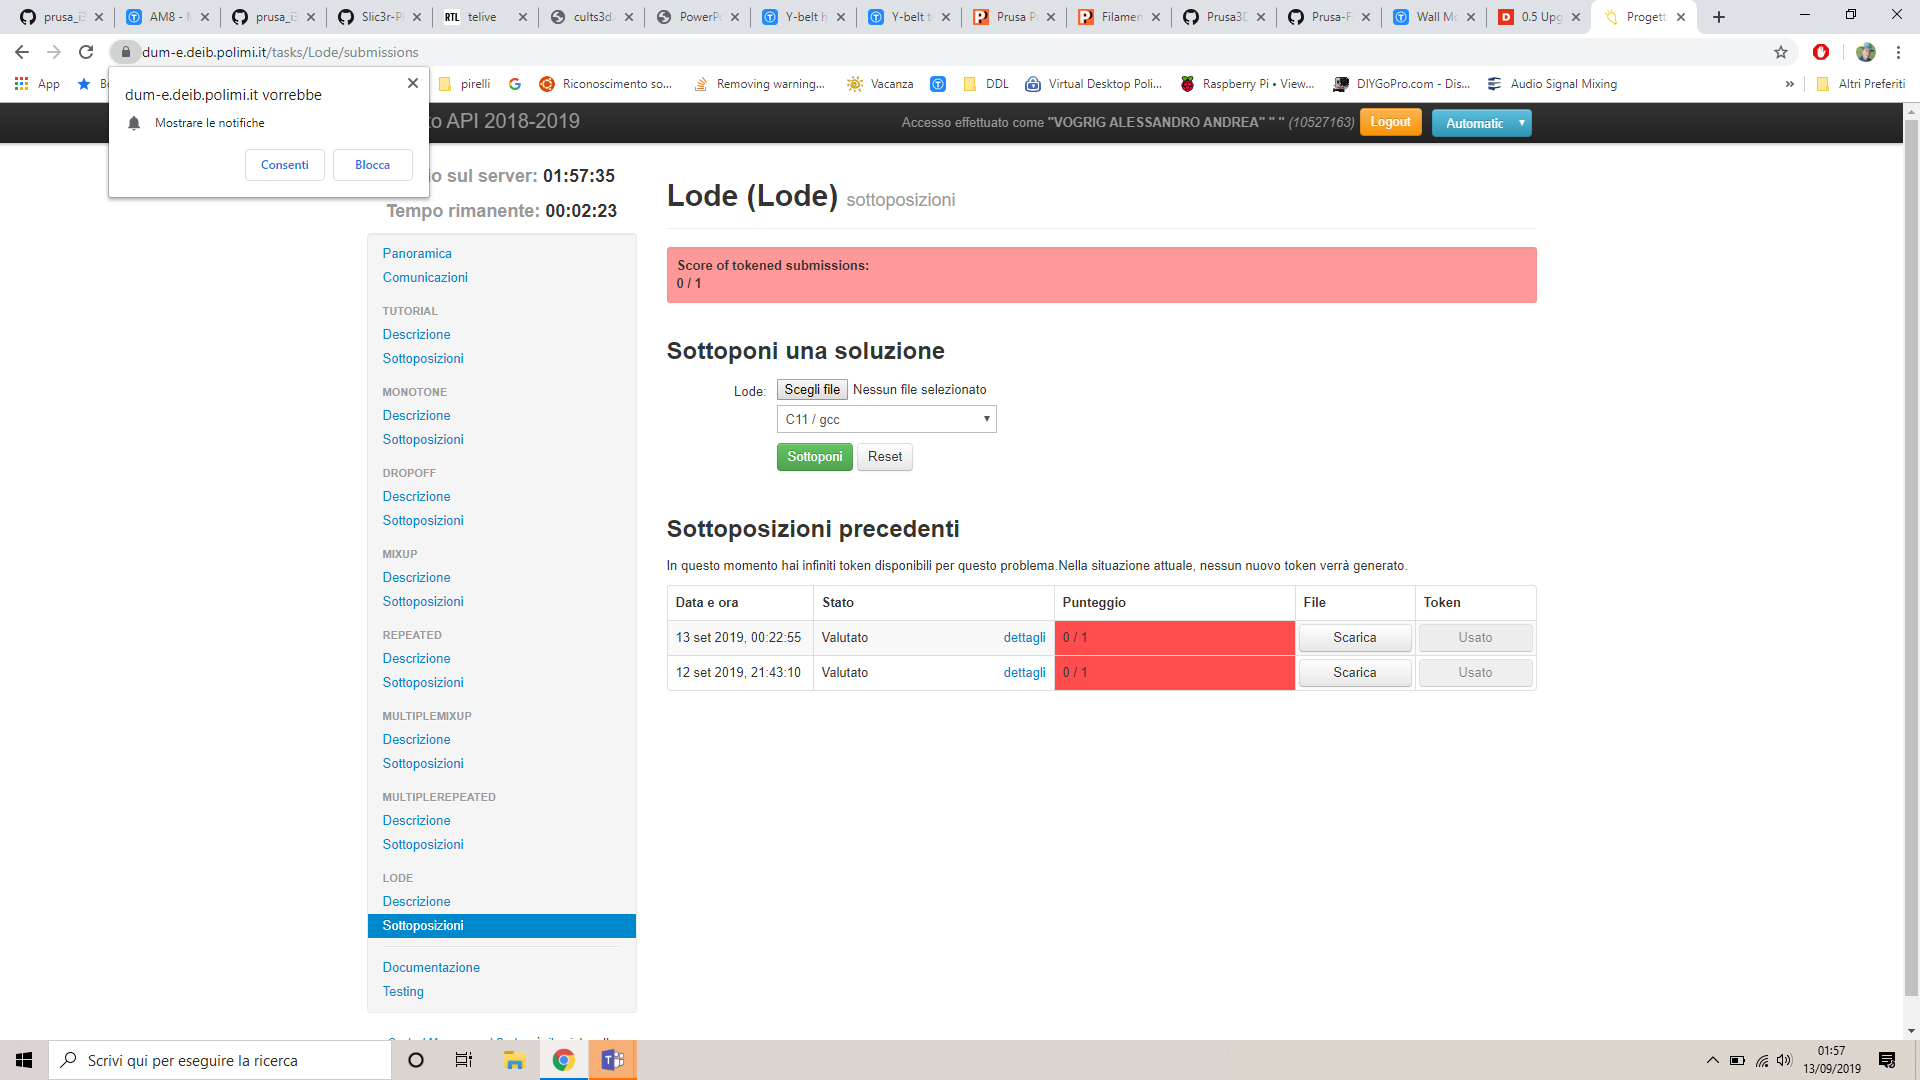 prusa_i3
AM8 - M
prusa_i3
Slic3r-P
telive
cults3d.
PowerPo
Y-belt h
Y-belt t
Prusa P
Filamen
Prusa3D
Prusa-Fi
Wall Mo
0.5 Upg
Progett
dum-e.deib.polimi.it/tasks/Lode/submissions
App
pirelli
Riconoscimento so...
Removing warning...
Vacanza
DDL
Virtual Desktop Poli...
Raspberry Pi • View...
DIYGoPro.com - Dis...
Audio Signal Mixing
»
Altri Preferiti
dum-e.deib.polimi.it vorrebbe
Mostrare le notifiche
Consenti
Blocca
to API 2018-2019
Accesso effettuato come "VOGRIG ALESSANDRO ANDREA" " " (10527163)
Logout
Automatic
io sul server: 01:57:35
Tempo rimanente: 00:02:23
Panoramica
Comunicazioni
TUTORIAL
Descrizione
Sottoposizioni
MONOTONE
Descrizione
Sottoposizioni
DROPOFF
Descrizione
Sottoposizioni
MIXUP
Descrizione
Sottoposizioni
REPEATED
Descrizione
Sottoposizioni
MULTIPLEMIXUP
Descrizione
Sottoposizioni
MULTIPLEREPEATED
Descrizione
Sottoposizioni
LODE
Descrizione
Sottoposizioni
Documentazione
Testing
Lode (Lode) sottoposizioni
Score of tokened submissions:
0 / 1
Sottoponi una soluzione
Lode: Scegli file Nessun file selezionato
C11 / gcc
Sottoponi Reset
Sottoposizioni precedenti
In questo momento hai infiniti token disponibili per questo problema.Nella situazione attuale, nessun nuovo token verrà generato.
Data e ora Stato Punteggio File Token
13 set 2019, 00:22:55 Valutato dettagli 0 / 1 Scarica Usato
12 set 2019, 21:43:10 Valutato dettagli 0 / 1 Scarica Usato
Scrivi qui per eseguire la ricerca
01:57
13/09/2019